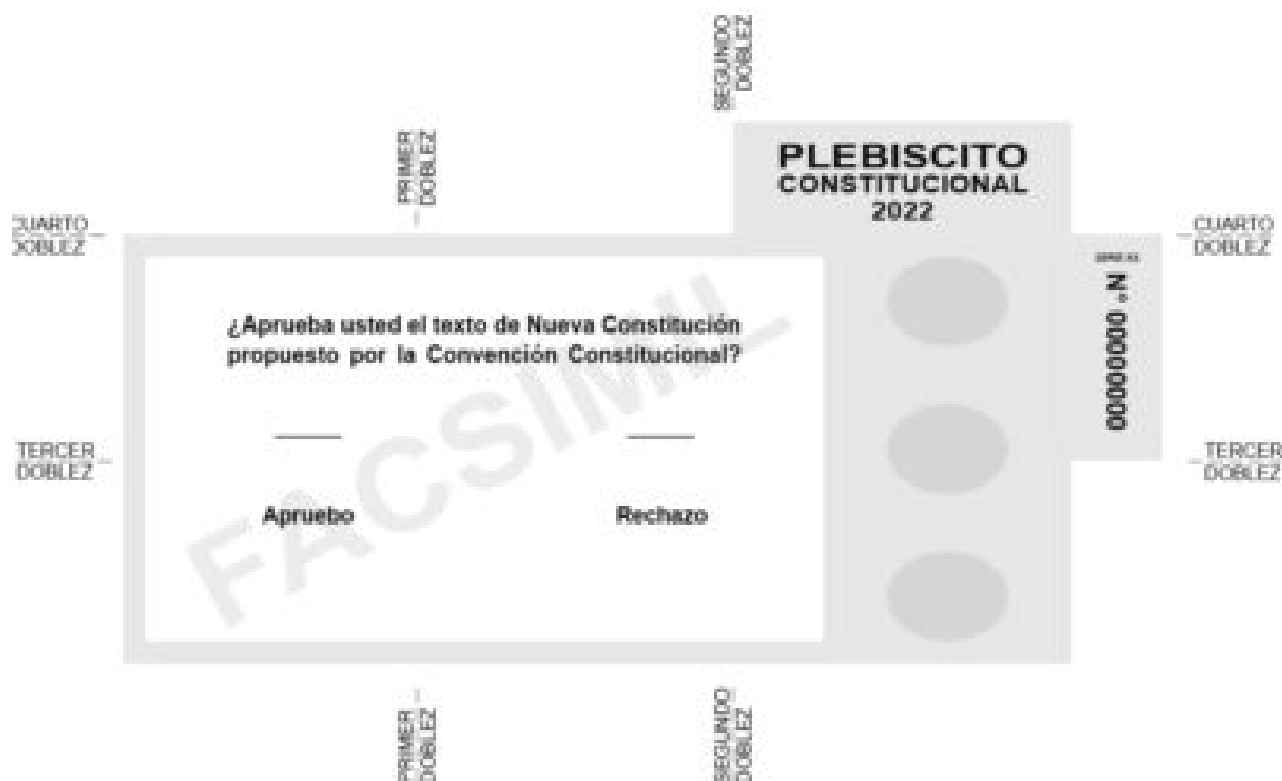 SEGUNDO
DOBLEZ
PRIMER
DOBLEZ
PLEBISCITO
CONSTITUCIONAL
2022
CUARTO
DOBLEZ
CUARTO
DOBLEZ
N° 0000000
¿Aprueba usted el texto de Nueva Constitución
propuesto por la Convención Constitucional?
FACSIMIL
TERCER
DOBLEZ
TERCER
DOBLEZ
Apruebo
Rechazo
PRIMER
DOBLEZ
SEGUNDO
DOBLEZ